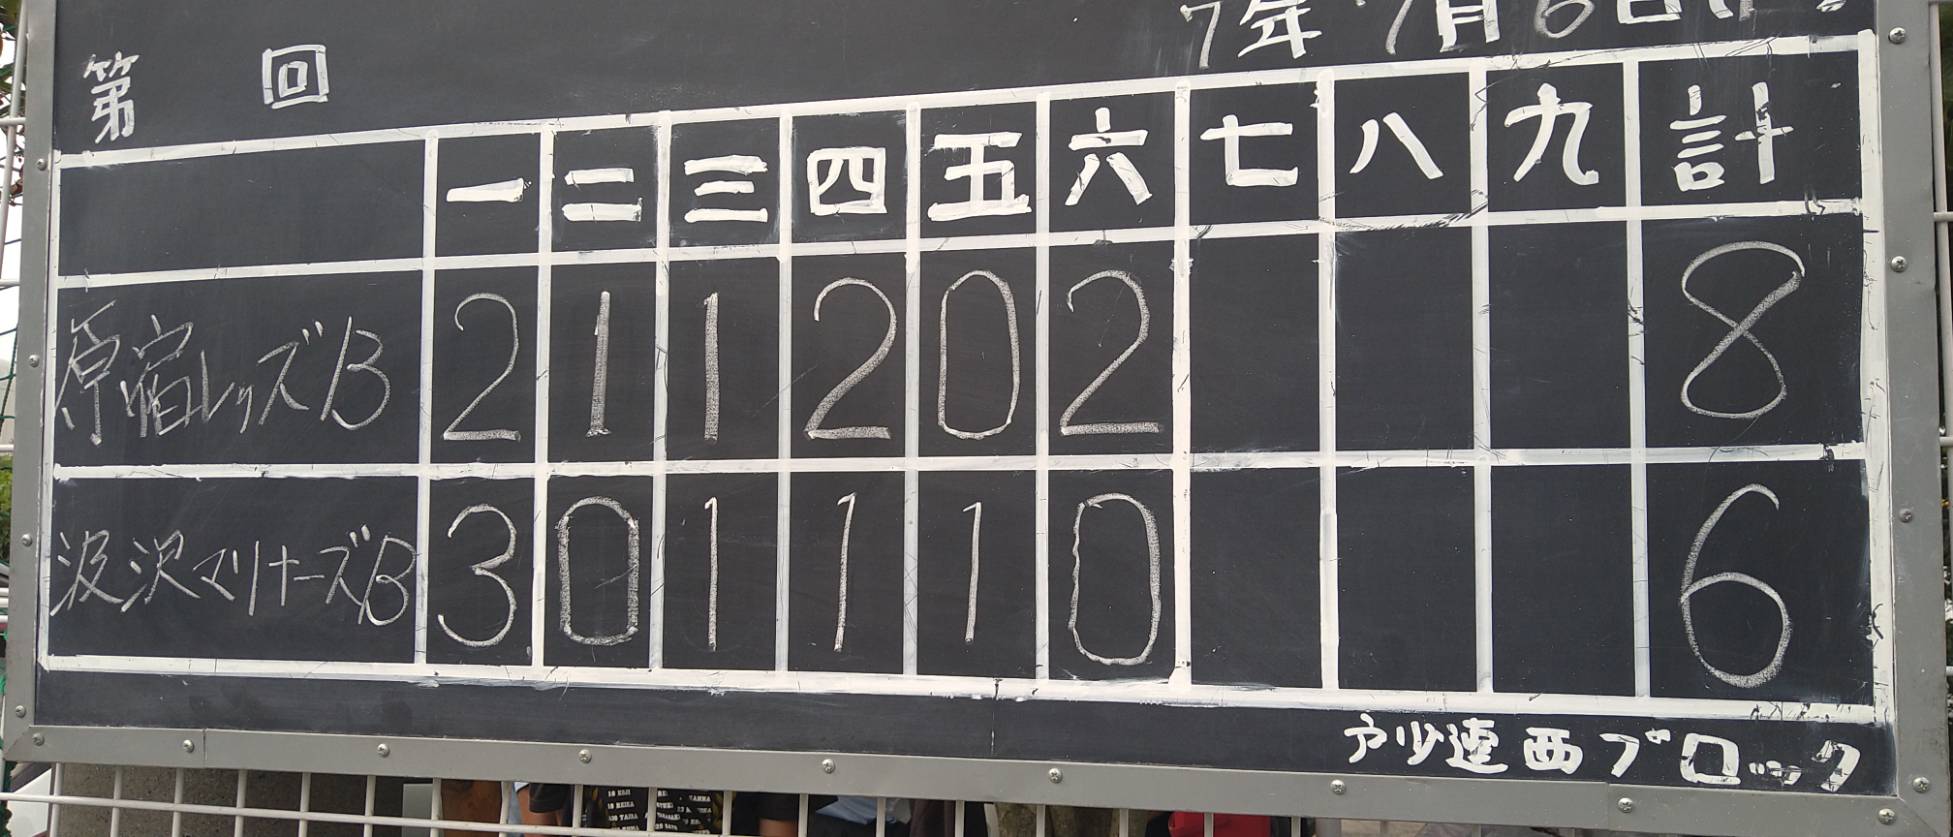 7年 7月 6日
第 回
一 二 三 四 五 六 七 八 九 計
原宿レッズB 2 1 1 2 0 2 8
汲沢マリナーズB 3 0 1 1 1 0 6
戸少連西ブロック